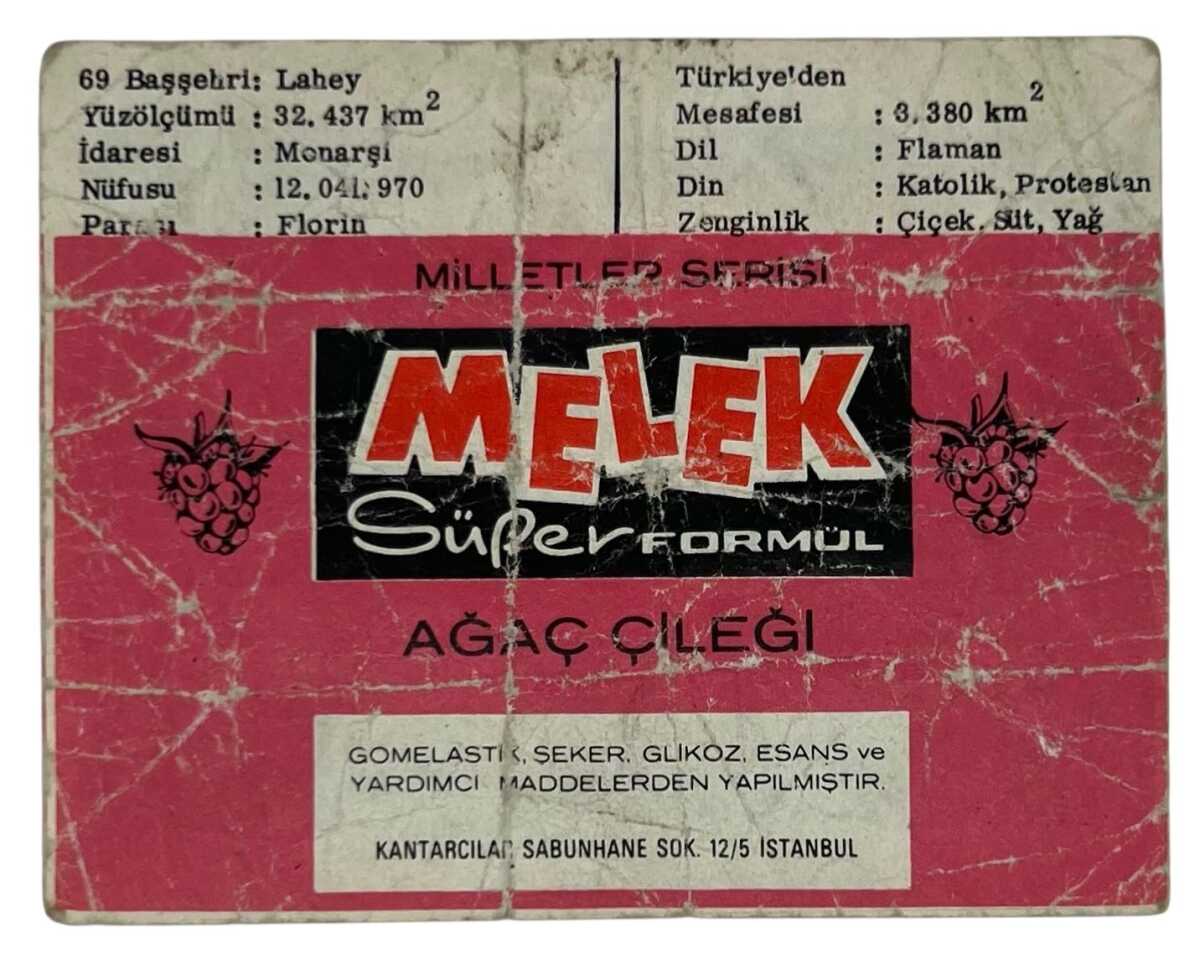 69 Başşehri: Lahey
Yüzölçümü : 32.437 km²
İdaresi : Monarşi
Nüfusu : 12.041.970
Parası : Florin
Türkiye'den
Mesafesi : 3.380 km²
Dil : Flaman
Din : Katolik, Protestan
Zenginlik : Çiçek, Süt, Yağ
MİLLETLER SERİSİ
MELEK
Süper FORMÜL
AĞAÇ ÇİLEĞİ
GOMELASTİK, ŞEKER, GLİKOZ, ESANS ve
YARDIMCI MADDELERDEN YAPILMIŞTIR.
KANTARCILAR SABUNHANE SOK. 12/5 İSTANBUL